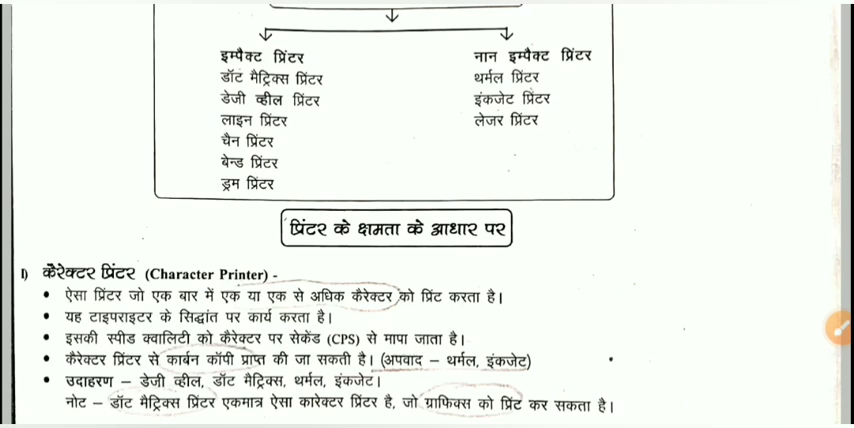 इम्पैक्ट प्रिंटर नान इम्पैक्ट प्रिंटर
डॉट मैट्रिक्स प्रिंटर थर्मल प्रिंटर
डेजी व्हील प्रिंटर इंकजेट प्रिंटर
लाइन प्रिंटर लेजर प्रिंटर
चैन प्रिंटर
बेन्ड प्रिंटर
ड्रम प्रिंटर
प्रिंटर के क्षमता के आधार पर
I) कॅरेक्टर प्रिंटर (Character Printer) -
• ऐसा प्रिंटर जो एक बार में एक या एक से अधिक कॅरेक्टर को प्रिंट करता है।
• यह टाइपराइटर के सिद्धांत पर कार्य करता है।
• इसकी स्पीड क्वालिटी को कॅरेक्टर पर सेकेंड (CPS) से मापा जाता है।
• कॅरेक्टर प्रिंटर से कार्बन कॉपी प्राप्त की जा सकती है। (अपवाद – थर्मल, इंकजेट)
• उदाहरण – डेजी व्हील, डॉट मैट्रिक्स, थर्मल, इंकजेट।
नोट – डॉट मैट्रिक्स प्रिंटर एकमात्र ऐसा कारेक्टर प्रिंटर है, जो ग्राफिक्स को प्रिंट कर सकता है।